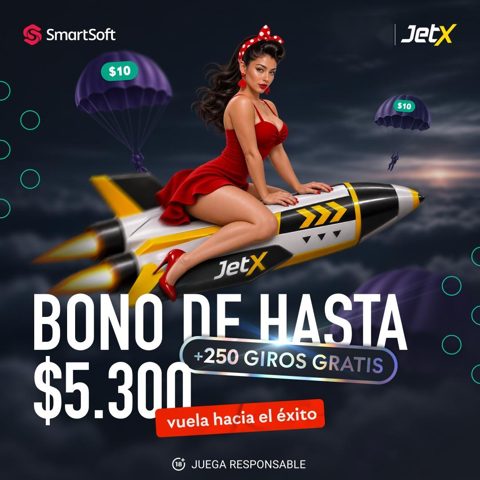 SmartSoft
JetX
$10
$10
JetX
BONO DE HASTA
+250 GIROS GRATIS
$5.300
vuela hacia el éxito
18+ JUEGA RESPONSABLE